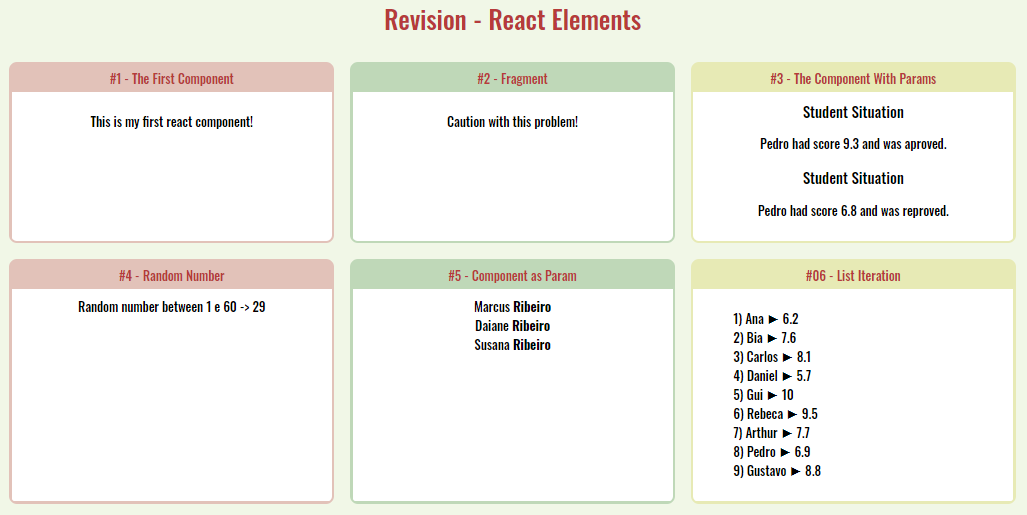 Revision - React Elements
#1 - The First Component
This is my first react component!
#2 - Fragment
Caution with this problem!
#3 - The Component With Params
Student Situation
Pedro had score 9.3 and was aproved.
Student Situation
Pedro had score 6.8 and was reproved.
#4 - Random Number
Random number between 1 e 60 -> 29
#5 - Component as Param
Marcus Ribeiro
Daiane Ribeiro
Susana Ribeiro
#06 - List Iteration
1) Ana ► 6.2
2) Bia ► 7.6
3) Carlos ► 8.1
4) Daniel ► 5.7
5) Gui ► 10
6) Rebeca ► 9.5
7) Arthur ► 7.7
8) Pedro ► 6.9
9) Gustavo ► 8.8